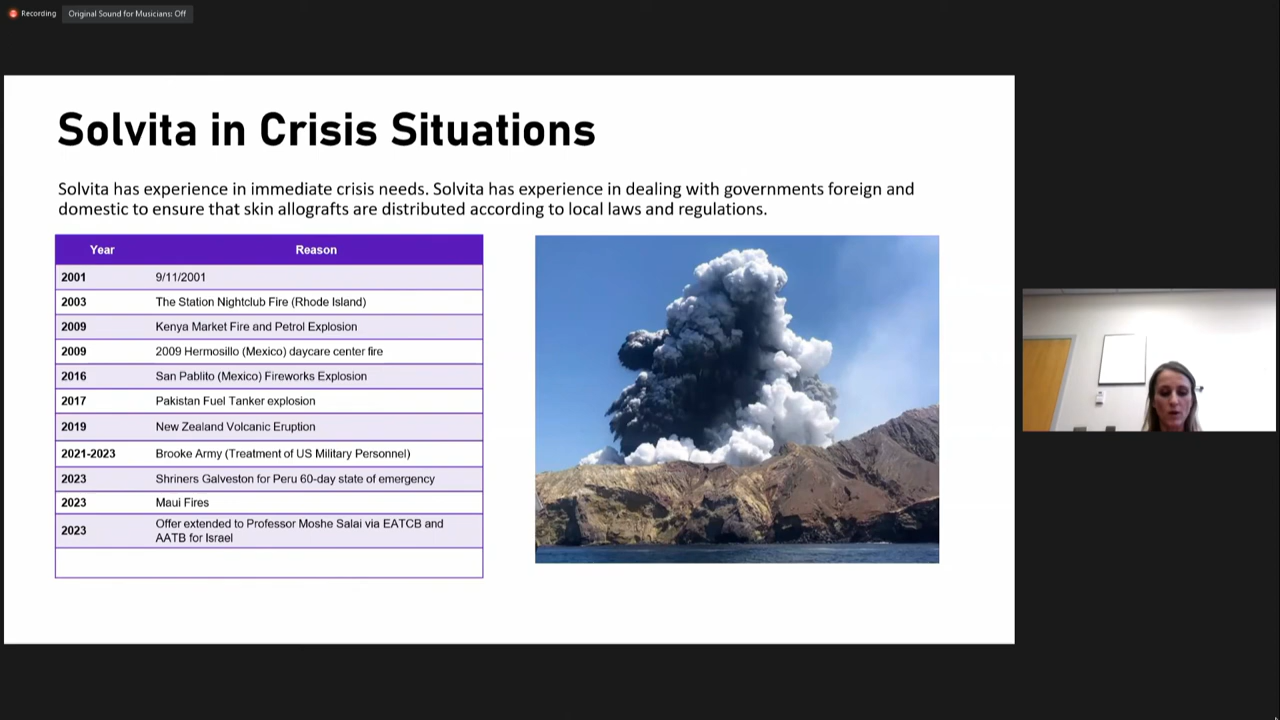 Recording
Original Sound for Musicians: Off
Solvita in Crisis Situations
Solvita has experience in immediate crisis needs. Solvita has experience in dealing with governments foreign and
domestic to ensure that skin allografts are distributed according to local laws and regulations.
Year Reason
2001 9/11/2001
2003 The Station Nightclub Fire (Rhode Island)
2009 Kenya Market Fire and Petrol Explosion
2009 2009 Hermosillo (Mexico) daycare center fire
2016 San Pablito (Mexico) Fireworks Explosion
2017 Pakistan Fuel Tanker explosion
2019 New Zealand Volcanic Eruption
2021-2023 Brooke Army (Treatment of US Military Personnel)
2023 Shriners Galveston for Peru 60-day state of emergency
2023 Maui Fires
2023 Offer extended to Professor Moshe Salai via EATCB and
AATB for Israel